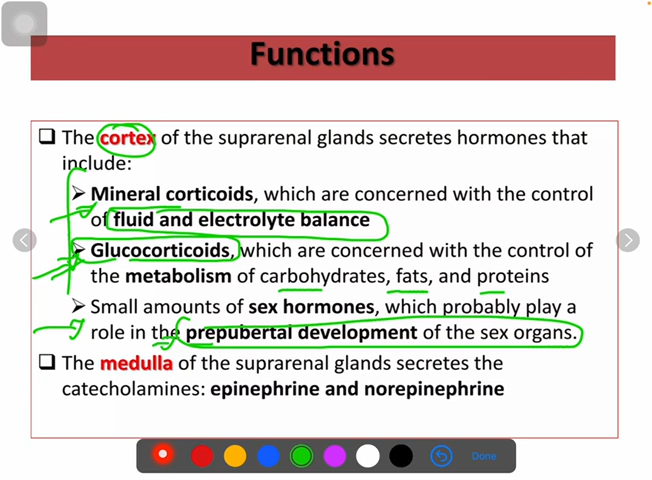 Functions
❑ The cortex of the suprarenal glands secretes hormones that
include:
➢ Mineral corticoids, which are concerned with the control
of fluid and electrolyte balance
➢ Glucocorticoids, which are concerned with the control of
the metabolism of carbohydrates, fats, and proteins
➢ Small amounts of sex hormones, which probably play a
role in the prepubertal development of the sex organs.
❑ The medulla of the suprarenal glands secretes the
catecholamines: epinephrine and norepinephrine
Done